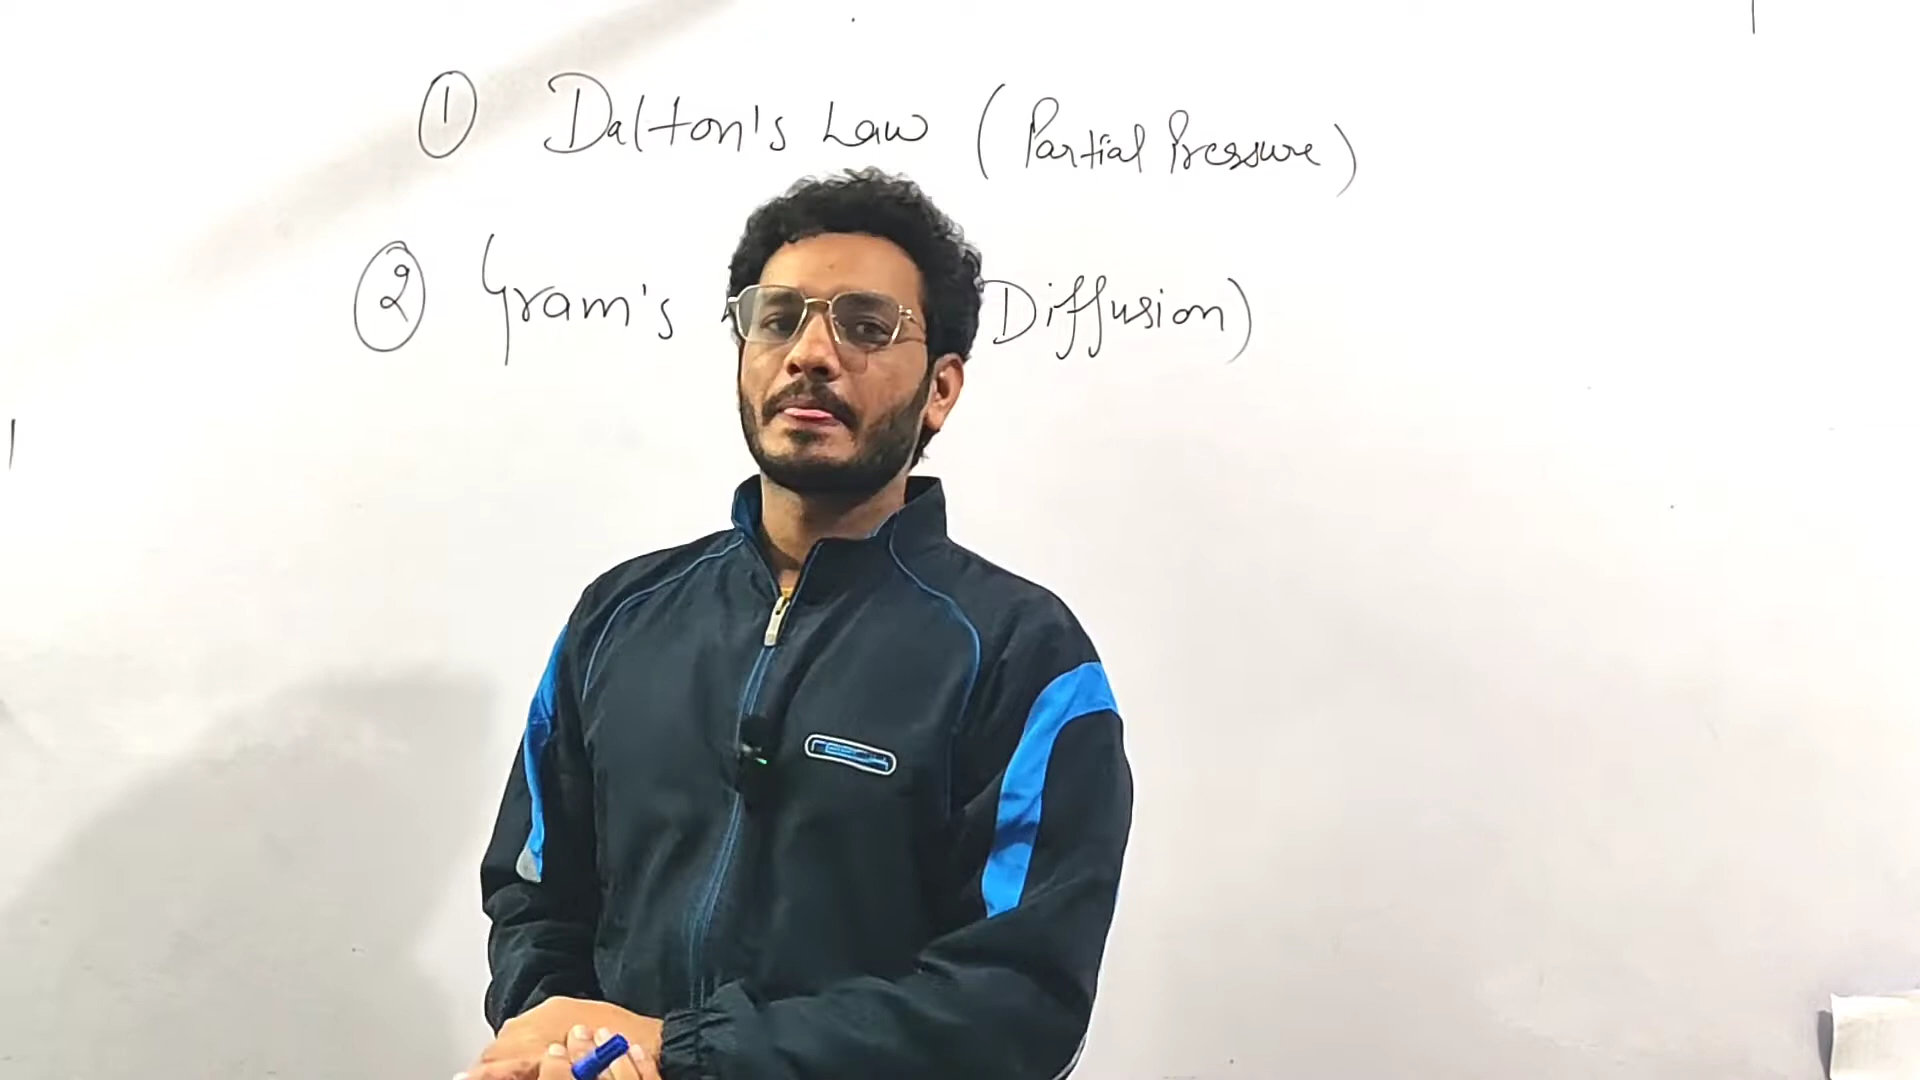 ① Dalton's Law (Partial Pressure)
② Gram's Diffusion)